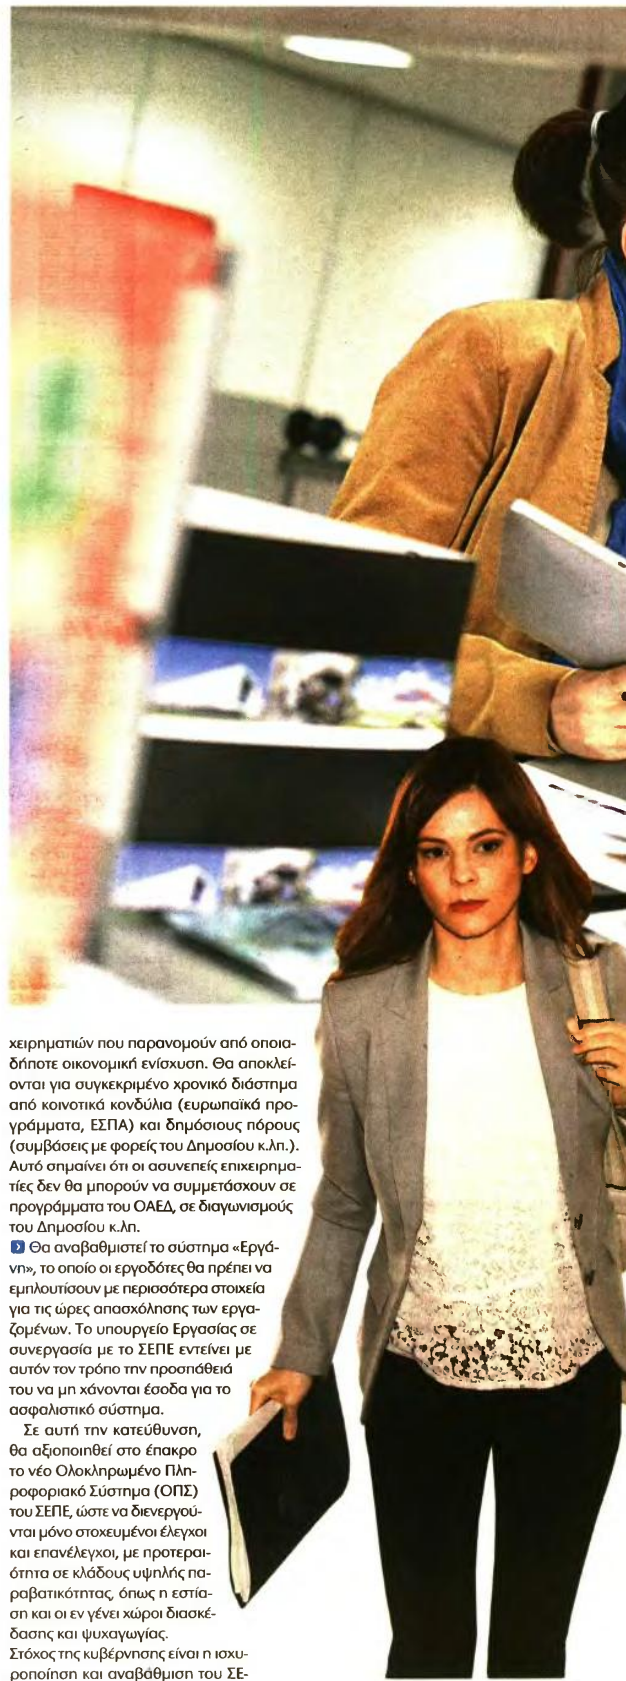 χειρηματιών που παρανομούν από οποια-
δήποτε οικονομική ενίσχυση. Θα αποκλεί-
ονται για συγκεκριμένο χρονικό διάστημα
από κοινοτικά κονδύλια (ευρωπαϊκά προ-
γράμματα, ΕΣΠΑ) και δημόσιους πόρους
(συμβάσεις με φορείς του Δημοσίου κ.λπ.).
Αυτό σημαίνει ότι οι ασυνεπείς επιχειρημα-
τίες δεν θα μπορούν να συμμετάσχουν σε
προγράμματα του ΟΑΕΔ, σε διαγωνισμούς
του Δημοσίου κ.λπ.
Θα αναβαθμιστεί το σύστημα «Εργά-
νη», το οποίο οι εργοδότες θα πρέπει να
εμπλουτίσουν με περισσότερα στοιχεία
για τις ώρες απασχόλησης των εργα-
ζομένων. Το υπουργείο Εργασίας σε
συνεργασία με το ΣΕΠΕ εντείνει με
αυτόν τον τρόπο την προσπάθειά
του να μη χάνονται έσοδα για το
ασφαλιστικό σύστημα.
Σε αυτή την κατεύθυνση,
θα αξιοποιηθεί στο έπακρο
το νέο Ολοκληρωμένο Πλη-
ροφοριακό Σύστημα (ΟΠΣ)
του ΣΕΠΕ, ώστε να διενεργού-
νται μόνο στοχευμένοι έλεγχοι
και επανέλεγχοι, με προτεραι-
ότητα σε κλάδους υψηλής πα-
ραβατικότητας, όπως η εστία-
ση και οι εν γένει χώροι διασκέ-
δασης και ψυχαγωγίας.
Στόχος της κυβέρνησης είναι η ισχυ-
ροποίηση και αναβάθμιση του ΣΕ-